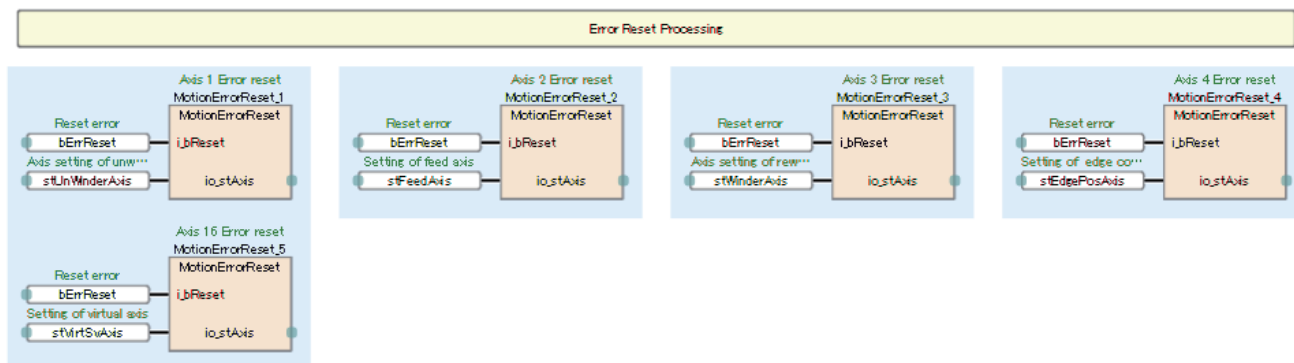 Error Reset Processing
Axis 1 Error reset
MotionErrorReset_1
MotionErrorReset
Reset error
bErrReset
i_bReset
Axis setting of unw⋯
stUnWinderAxis
io_stAxis
Axis 2 Error reset
MotionErrorReset_2
MotionErrorReset
Reset error
bErrReset
i_bReset
Setting of feed axis
stFeedAxis
io_stAxis
Axis 3 Error reset
MotionErrorReset_3
MotionErrorReset
Reset error
bErrReset
i_bReset
Axis setting of rew⋯
stWinderAxis
io_stAxis
Axis 4 Error reset
MotionErrorReset_4
MotionErrorReset
Reset error
bErrReset
i_bReset
Setting of edge co⋯
stEdgePosAxis
io_stAxis
Axis 16 Error reset
MotionErrorReset_5
MotionErrorReset
Reset error
bErrReset
i_bReset
Setting of virtual axis
stVirtSvAxis
io_stAxis